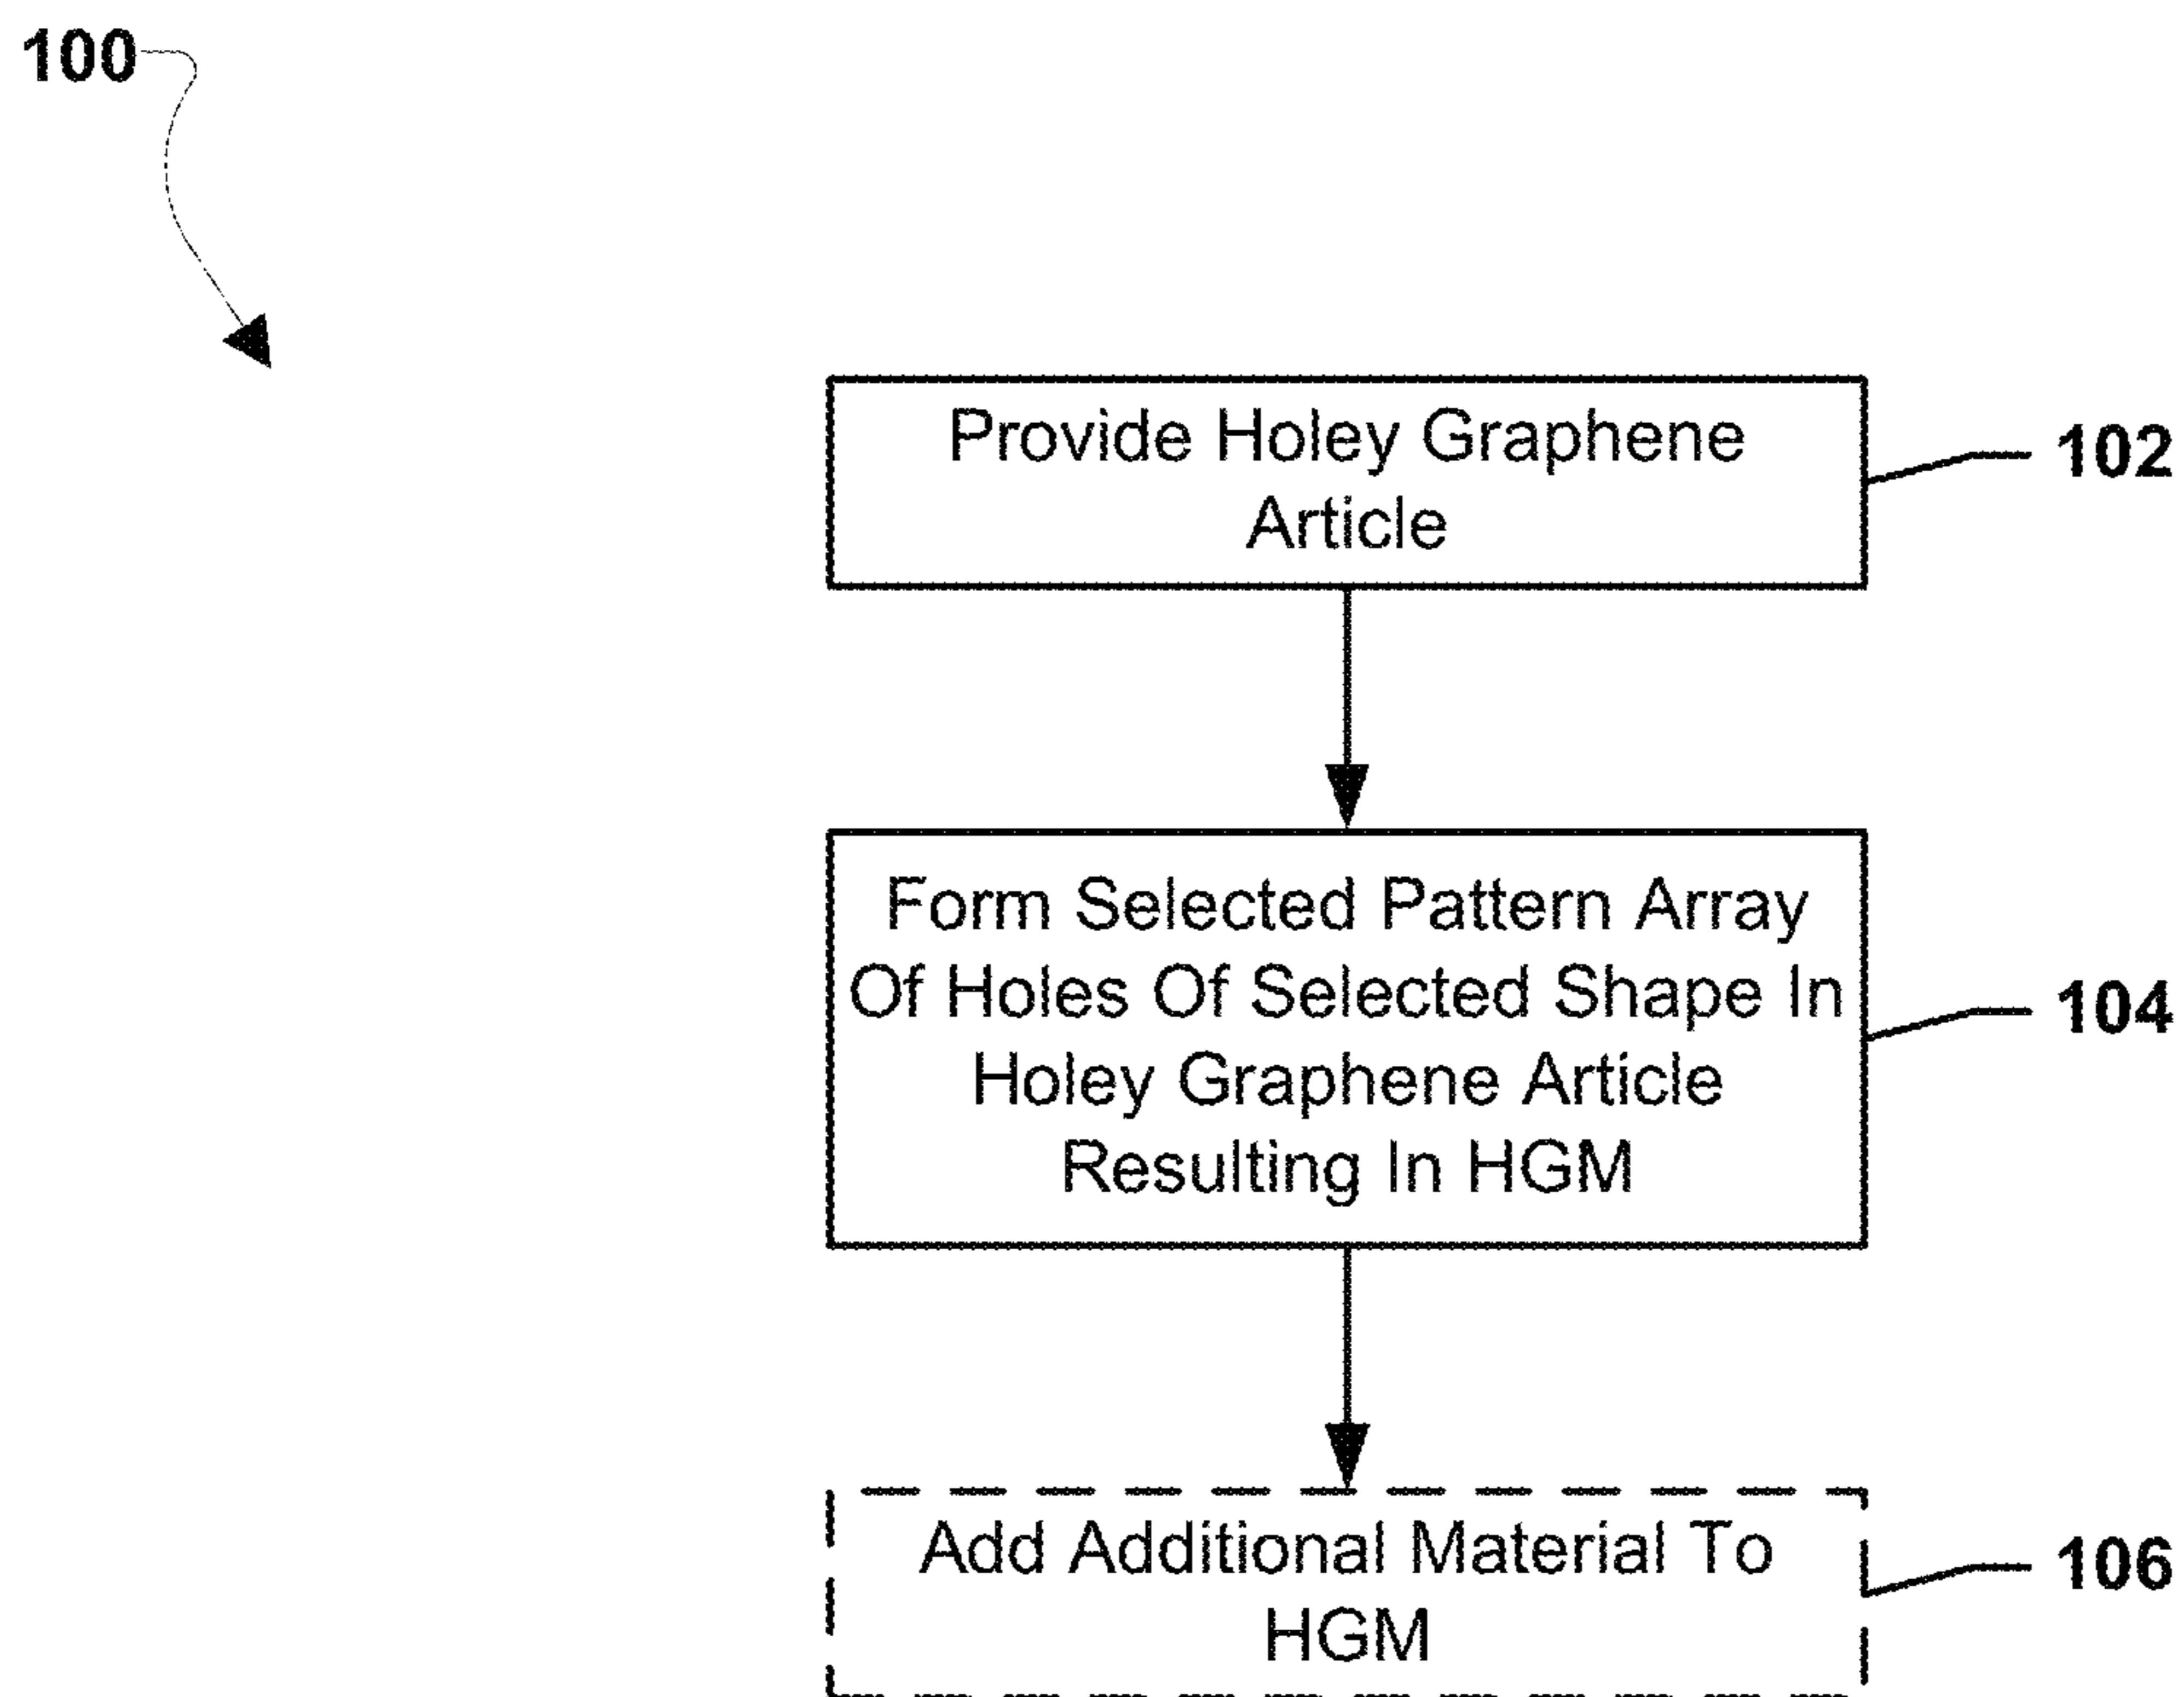 100
Provide Holey Graphene
Article
102
Form Selected Pattern Array
Of Holes Of Selected Shape In
Holey Graphene Article
Resulting In HGM
104
Add Additional Material To
HGM
106